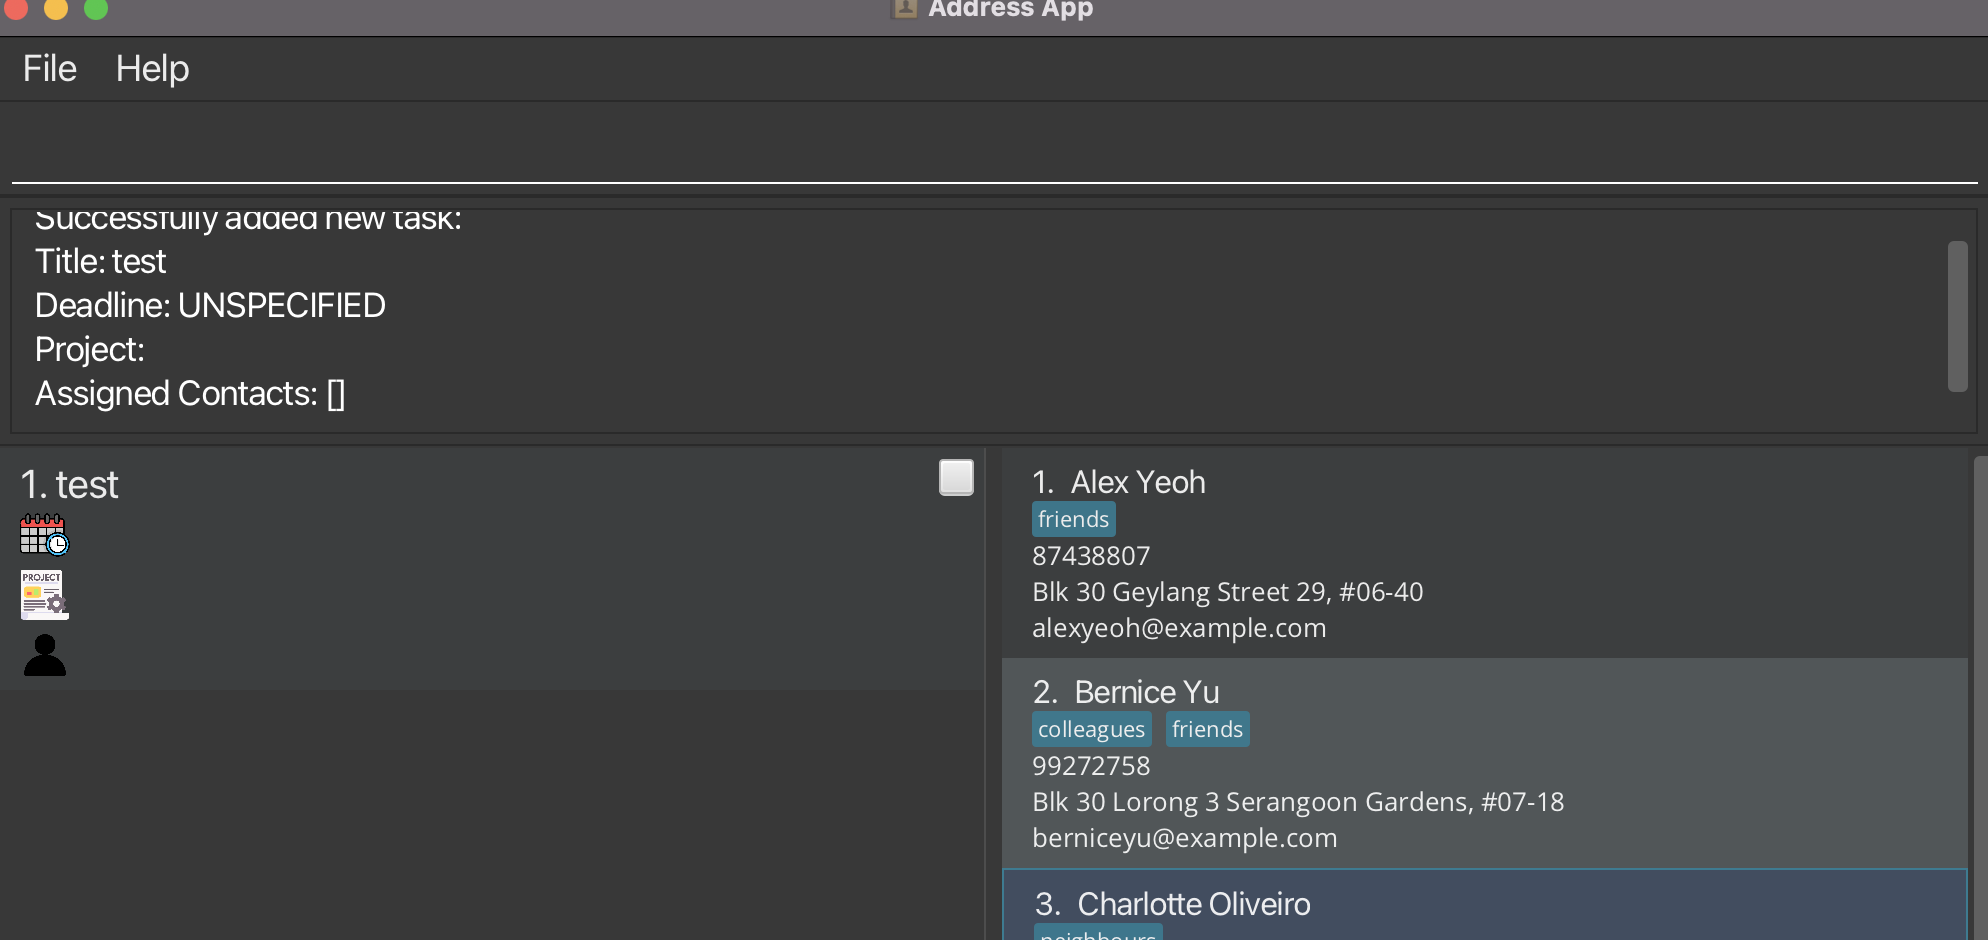 Address App
File Help
Successfully added new task:
Title: test
Deadline: UNSPECIFIED
Project:
Assigned Contacts: []
1. test
PROJECT
1. Alex Yeoh
friends
87438807
Blk 30 Geylang Street 29, #06-40
alexyeoh@example.com
2. Bernice Yu
colleagues friends
99272758
Blk 30 Lorong 3 Serangoon Gardens, #07-18
berniceyu@example.com
3. Charlotte Oliveiro
neighbours